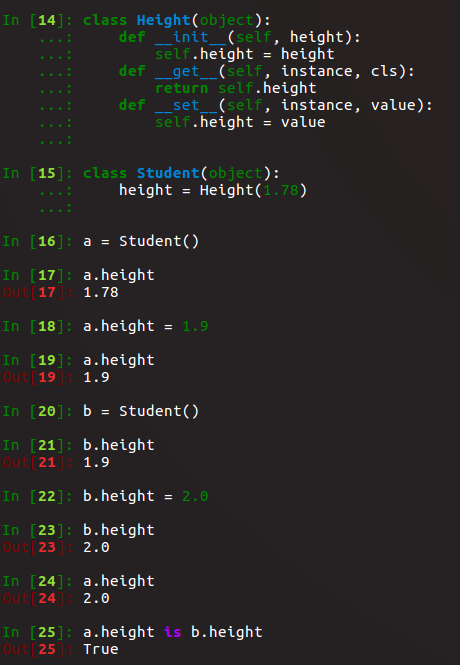 In [14]: class Height(object):
    ...:     def __init__(self, height):
    ...:         self.height = height
    ...:     def __get__(self, instance, cls):
    ...:         return self.height
    ...:     def __set__(self, instance, value):
    ...:         self.height = value
    ...:
In [15]: class Student(object):
    ...:     height = Height(1.78)
    ...:
In [16]: a = Student()
In [17]: a.height
Out[17]: 1.78
In [18]: a.height = 1.9
In [19]: a.height
Out[19]: 1.9
In [20]: b = Student()
In [21]: b.height
Out[21]: 1.9
In [22]: b.height = 2.0
In [23]: b.height
Out[23]: 2.0
In [24]: a.height
Out[24]: 2.0
In [25]: a.height is b.height
Out[25]: True